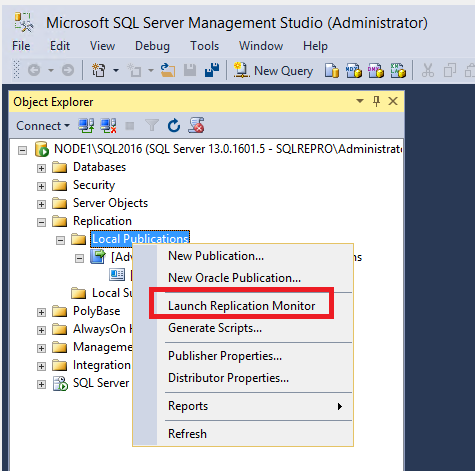 Microsoft SQL Server Management Studio (Administrator)
File Edit View Debug Tools Window Help
New Query
Object Explorer
Connect
NODE1\SQL2016 (SQL Server 13.0.1601.5 - SQLREPRO\Administrato
Databases
Security
Server Objects
Replication
Local Publications
[Adv
ns
[
Local Su
PolyBase
AlwaysOn H
Managemen
Integration
SQL Server
New Publication...
New Oracle Publication...
Launch Replication Monitor
Generate Scripts...
Publisher Properties...
Distributor Properties...
Reports
Refresh